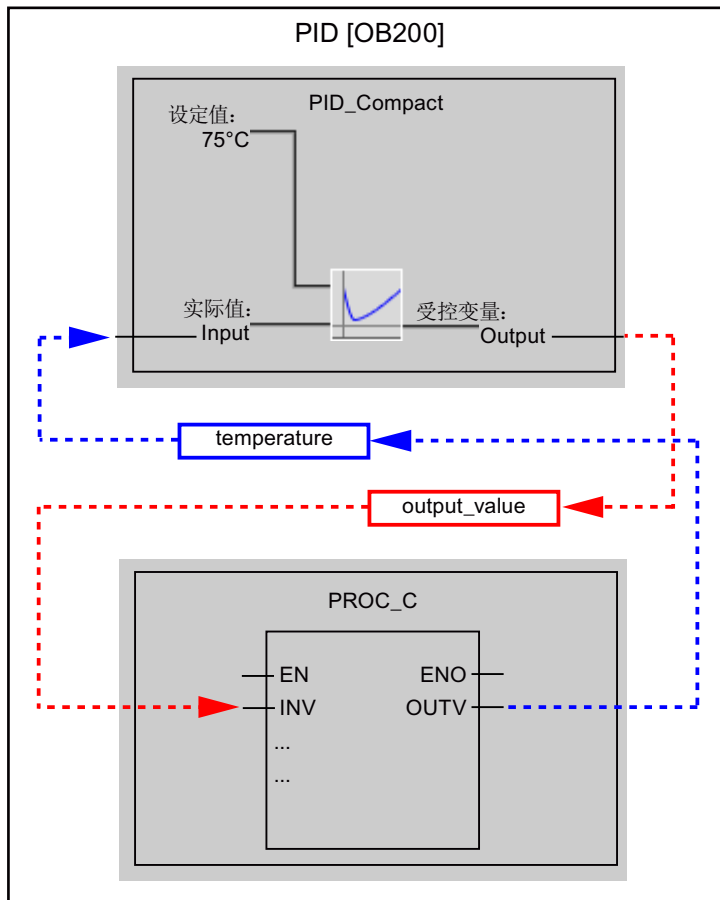 PID [OB200]
PID_Compact
设定值：
75°C
实际值：
Input
受控变量：
Output
temperature
output_value
PROC_C
EN
ENO
INV
OUTV
...
...